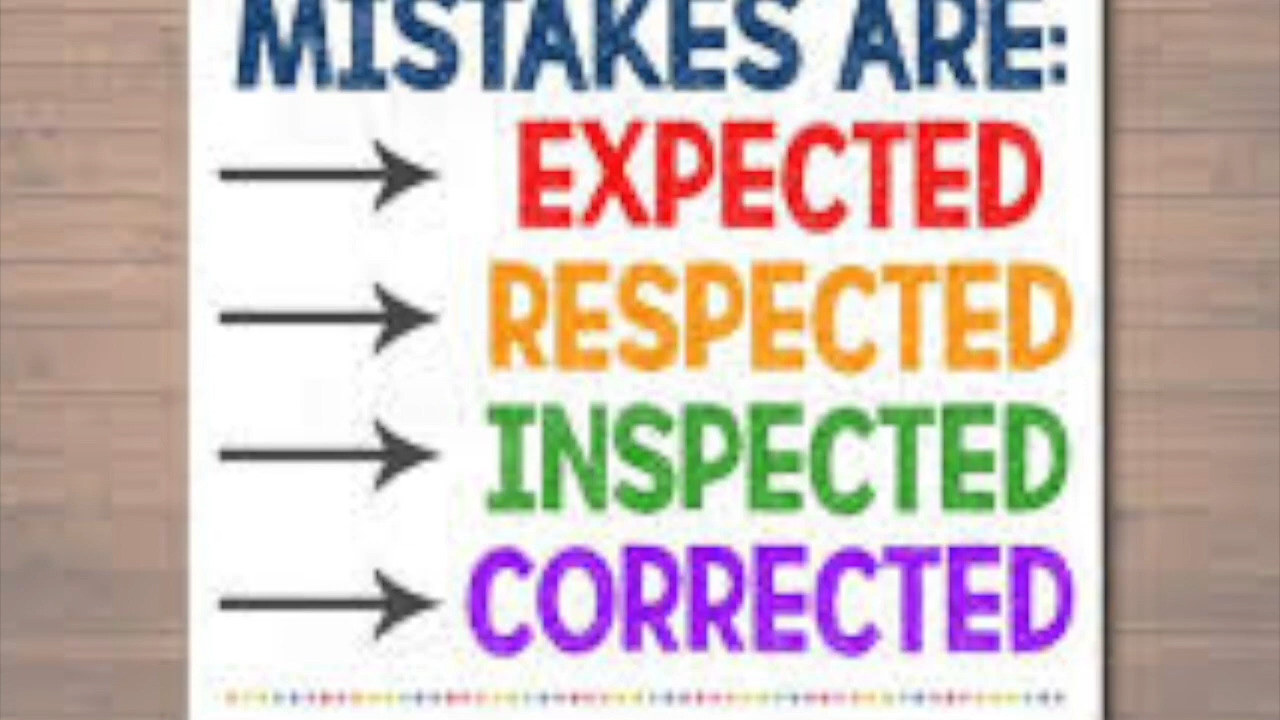 MISTAKES ARE:
EXPECTED
RESPECTED
INSPECTED
CORRECTED